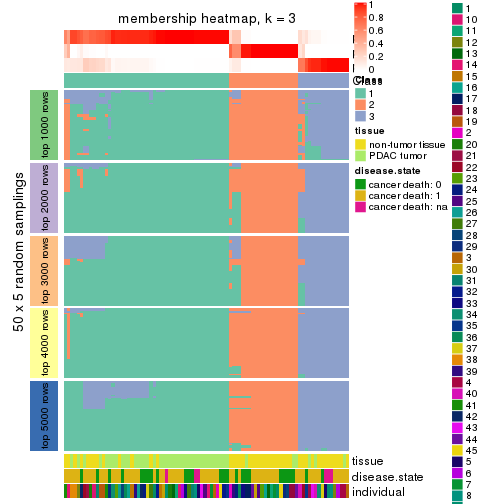 membership heatmap, k = 3
50 x 5 random samplings
top 1000 rows
top 2000 rows
top 3000 rows
top 4000 rows
top 5000 rows
1
0.8
0.6
0.4
0.2
0
Class
Class
1
2
3
tissue
non-tumor tissue
PDAC tumor
disease.state
cancer death: 0
cancer death: 1
cancer death: na
tissue
disease.state
individual
1
10
11
12
13
14
15
16
17
18
19
2
20
21
22
23
24
25
26
27
28
29
3
30
31
32
33
34
35
36
37
38
39
4
40
41
42
43
44
45
5
6
7
8